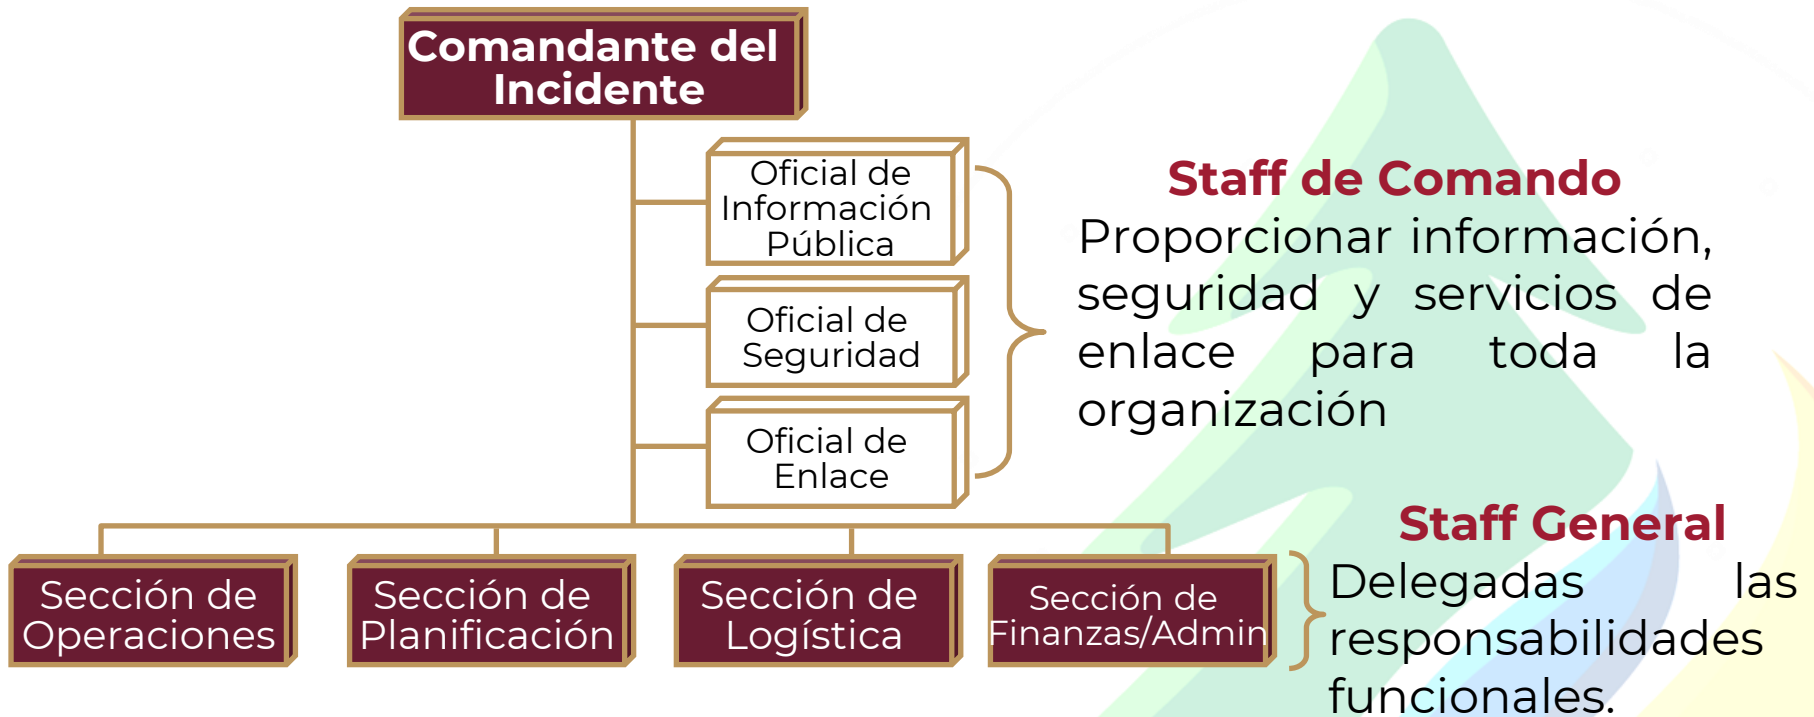 Comandante del
Incidente
Oficial de
Información
Pública
Oficial de
Seguridad
Oficial de
Enlace
Staff de Comando
Proporcionar información,
seguridad y servicios de
enlace para toda la
organización
Sección de
Operaciones
Sección de
Planificación
Sección de
Logística
Sección de
Finanzas/Admin
Staff General
Delegadas las
responsabilidades
funcionales.